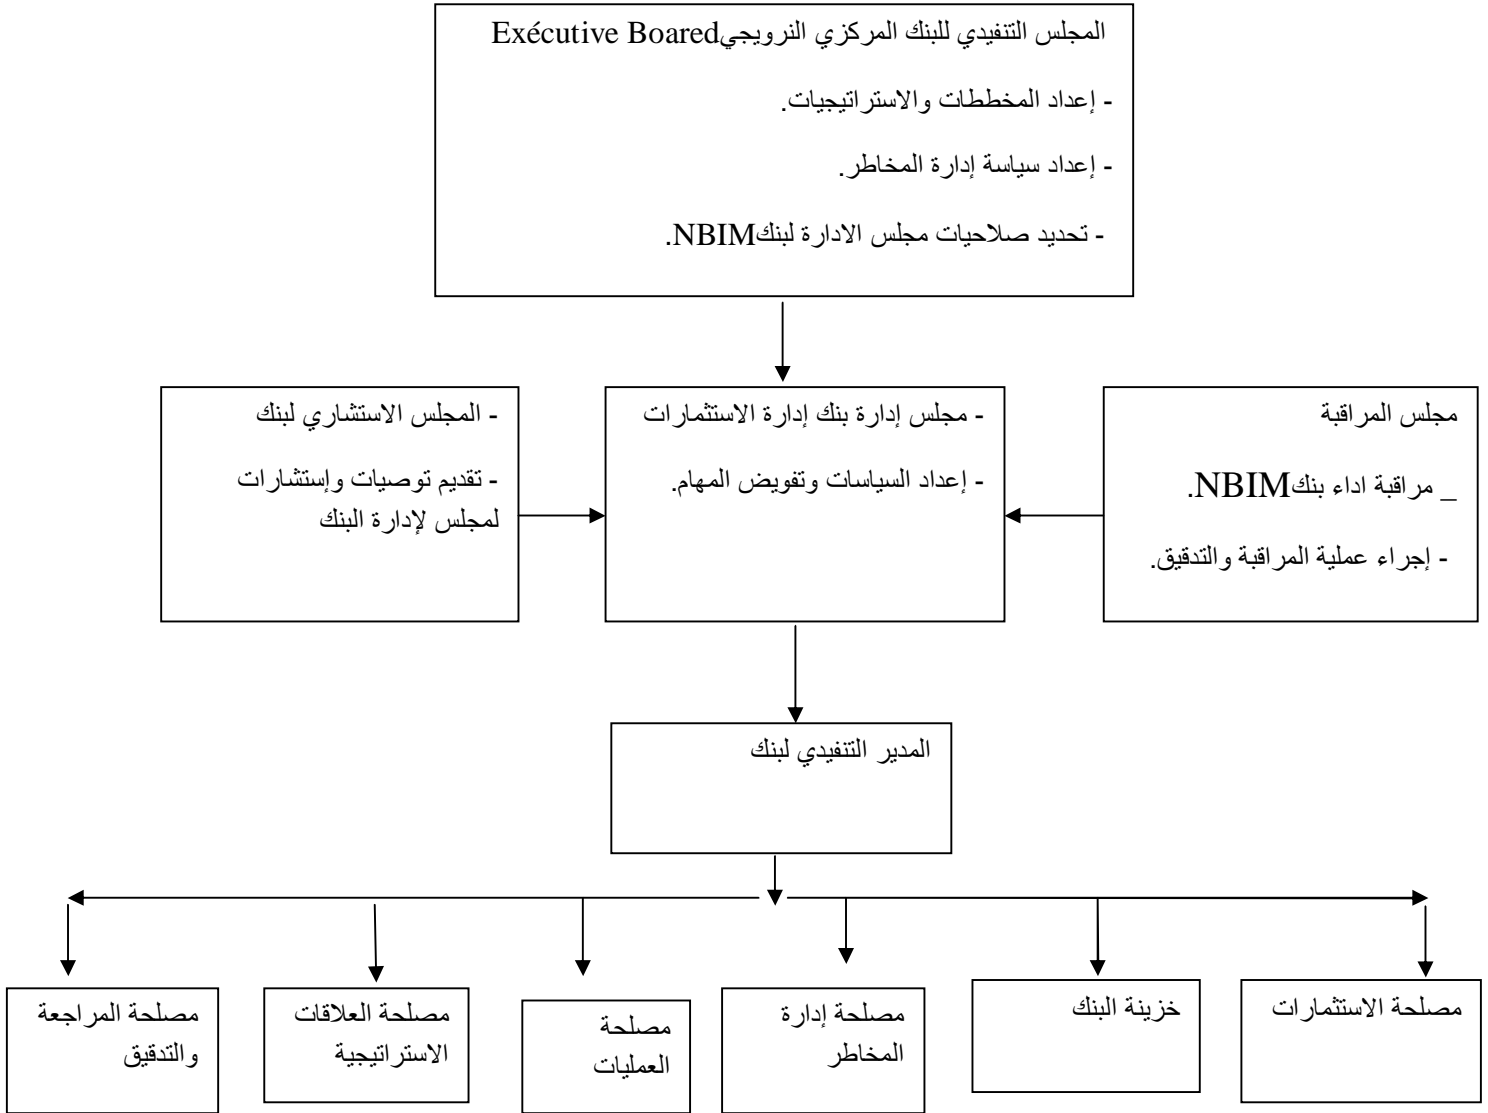 المجلس التنفيدي للبنك المركزي النرويجيExécutive Boared
- إعداد المخططات والاستراتيجيات.
- إعداد سياسة إدارة المخاطر.
- تحديد صلاحيات مجلس الادارة لبنكNBIM.
مجلس المراقبة
_ مراقبة اداء بنكNBIM.
- إجراء عملية المراقبة والتدقيق.
- مجلس إدارة بنك إدارة الاستثمارات
- إعداد السياسات وتفويض المهام.
- المجلس الاستشاري لبنك
- تقديم توصيات وإستشارات
لمجلس لإدارة البنك
المدير التنفيدي لبنك
مصلحة الاستثمارات
خزينة البنك
مصلحة إدارة
المخاطر
مصلحة
العمليات
مصلحة العلاقات
الاستراتيجية
مصلحة المراجعة
والتدقيق